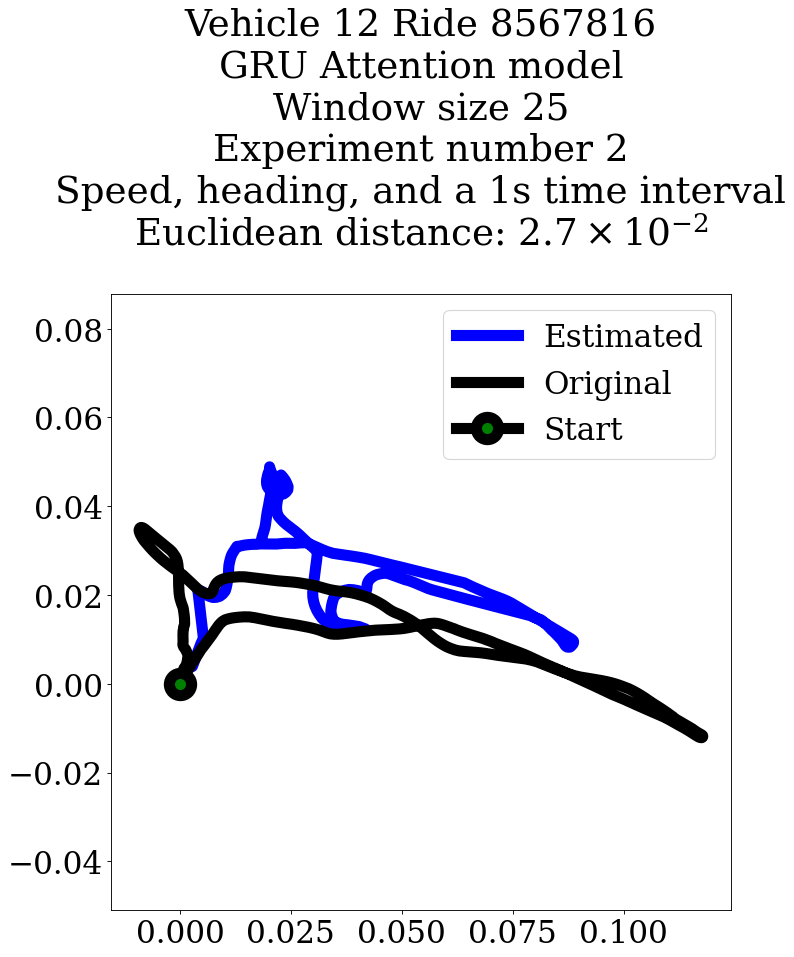 Vehicle 12 Ride 8567816
GRU Attention model
Window size 25
Experiment number 2
Speed, heading, and a 1s time interval
Euclidean distance: 2.7 × 10⁻²
Estimated
Original
Start
0.08
0.06
0.04
0.02
0.00
−0.02
−0.04
0.000 0.025 0.050 0.075 0.100